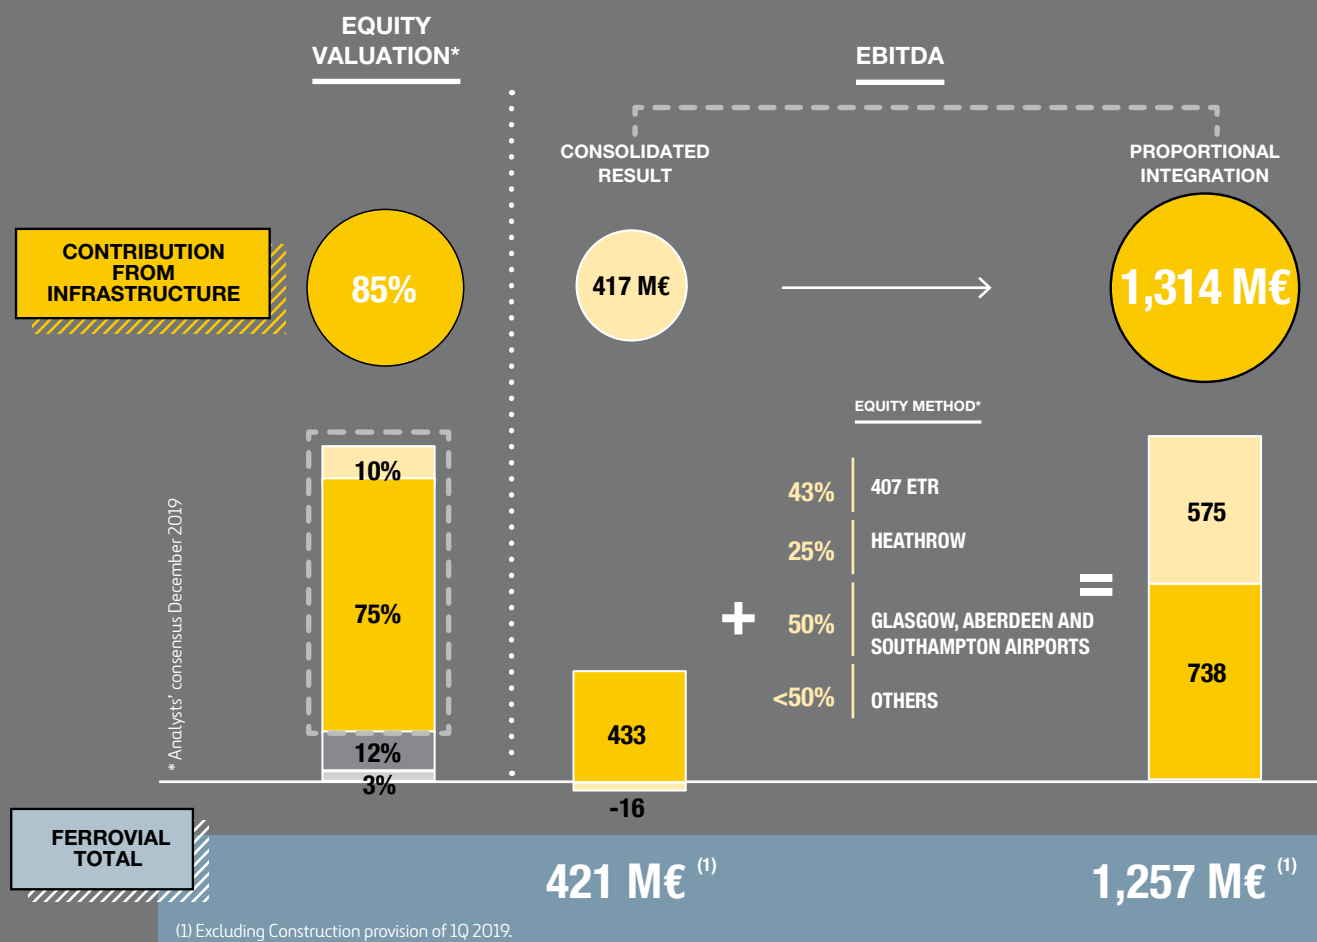 EQUITY
VALUATION*
EBITDA
CONSOLIDATED
RESULT
PROPORTIONAL
INTEGRATION
CONTRIBUTION
FROM
INFRASTRUCTURE
85%
417 M€
1,314 M€
EQUITY METHOD*
10%
75%
12%
3%
* Analysts' consensus December 2019
433
-16
+
43%
407 ETR
25%
HEATHROW
50%
GLASGOW, ABERDEEN AND
SOUTHAMPTON AIRPORTS
<50%
OTHERS
=
575
738
FERROVIAL
TOTAL
421 M€ (1)
1,257 M€ (1)
(1) Excluding Construction provision of 1Q 2019.